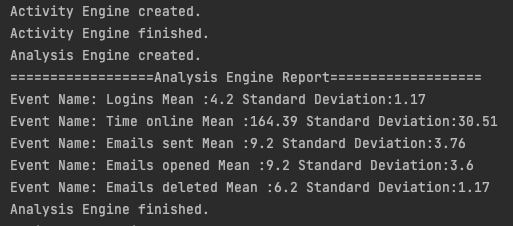 Activity Engine created.
Activity Engine finished.
Analysis Engine created.
==================Analysis Engine Report===================
Event Name: Logins Mean :4.2 Standard Deviation:1.17
Event Name: Time online Mean :164.39 Standard Deviation:30.51
Event Name: Emails sent Mean :9.2 Standard Deviation:3.76
Event Name: Emails opened Mean :9.2 Standard Deviation:3.6
Event Name: Emails deleted Mean :6.2 Standard Deviation:1.17
Analysis Engine finished.